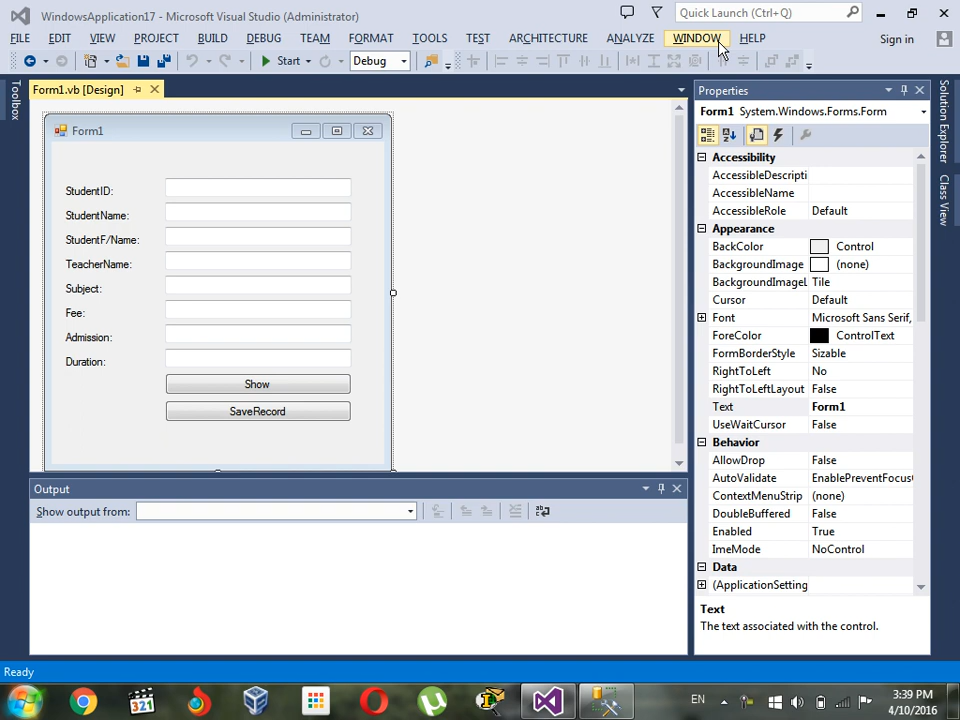 WindowsApplication17 - Microsoft Visual Studio (Administrator)
Quick Launch (Ctrl+Q)
FILE EDIT VIEW PROJECT BUILD DEBUG TEAM FORMAT TOOLS TEST ARCHITECTURE ANALYZE WINDOW HELP Sign in
Start Debug
Toolbox
Form1.vb [Design]
Form1
StudentID:
StudentName:
StudentF/Name:
TeacherName:
Subject:
Fee:
Admission:
Duration:
Show
SaveRecord
Output
Show output from:
Properties
Form1 System.Windows.Forms.Form
Accessibility
AccessibleDescripti
AccessibleName
AccessibleRole Default
Appearance
BackColor Control
BackgroundImage (none)
BackgroundImageL Tile
Cursor Default
Font Microsoft Sans Serif,
ForeColor ControlText
FormBorderStyle Sizable
RightToLeft No
RightToLeftLayout False
Text Form1
UseWaitCursor False
Behavior
AllowDrop False
AutoValidate EnablePreventFocus
ContextMenuStrip (none)
DoubleBuffered False
Enabled True
ImeMode NoControl
Data
(ApplicationSetting
Text
The text associated with the control.
Solution Explorer
Class View
Ready
321
EN
3:39 PM
4/10/2016